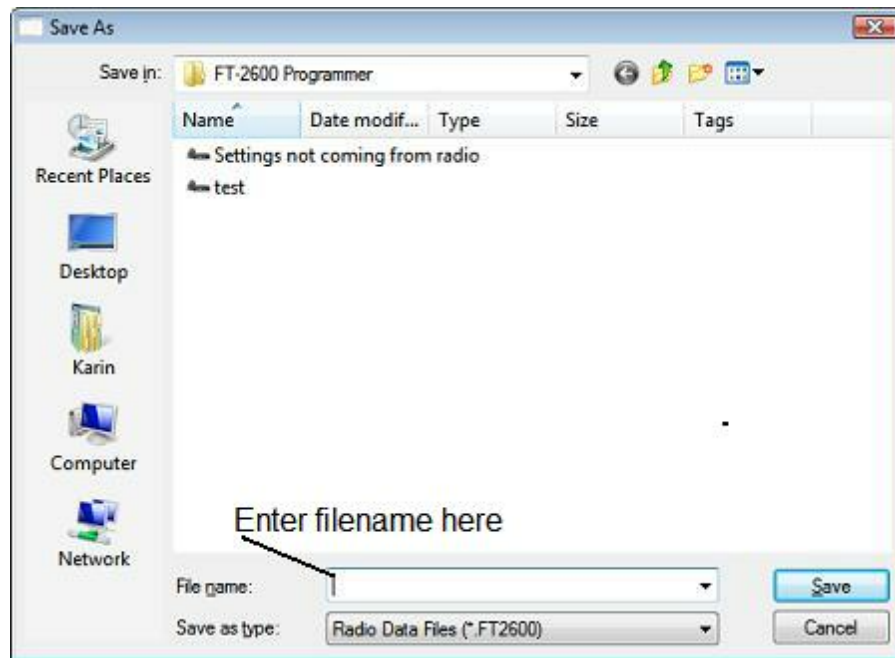 Save As
Save in:
FT-2600 Programmer
Name Date modif... Type Size Tags
Settings not coming from radio
test
Recent Places
Desktop
Karin
Computer
Network
Enter filename here
File name:
Save
Save as type:
Radio Data Files (*.FT2600)
Cancel